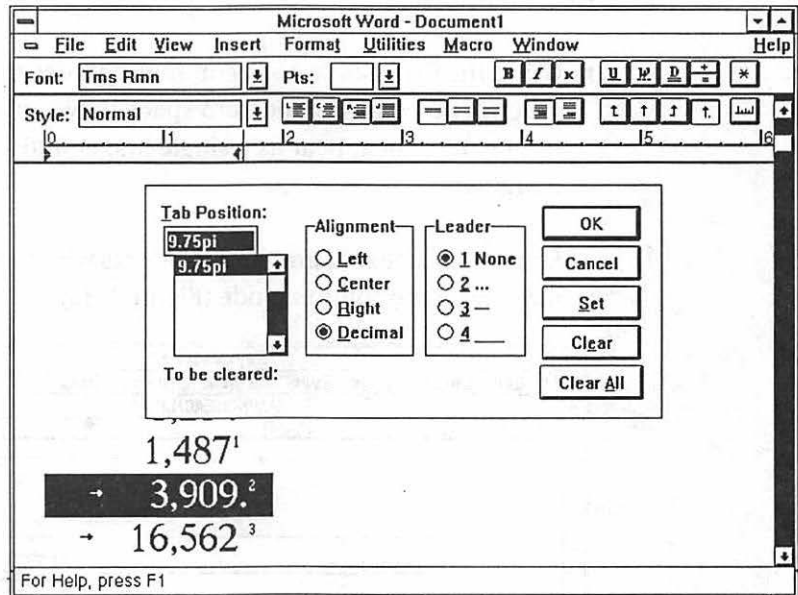 Microsoft Word - Document1
File Edit View Insert Format Utilities Macro Window Help
Font: Tms Rmn Pts: B I K U W D + = *
Style: Normal
0 1 2 3 4 5 6
Tab Position:
9.75pi
9.75pi
To be cleared:
Alignment
Left
Center
Right
Decimal
Leader
1 None
2 ...
3 —
4 ___
OK
Cancel
Set
Clear
Clear All
1,487¹
→ 3,909.²
→ 16,562³
For Help, press F1